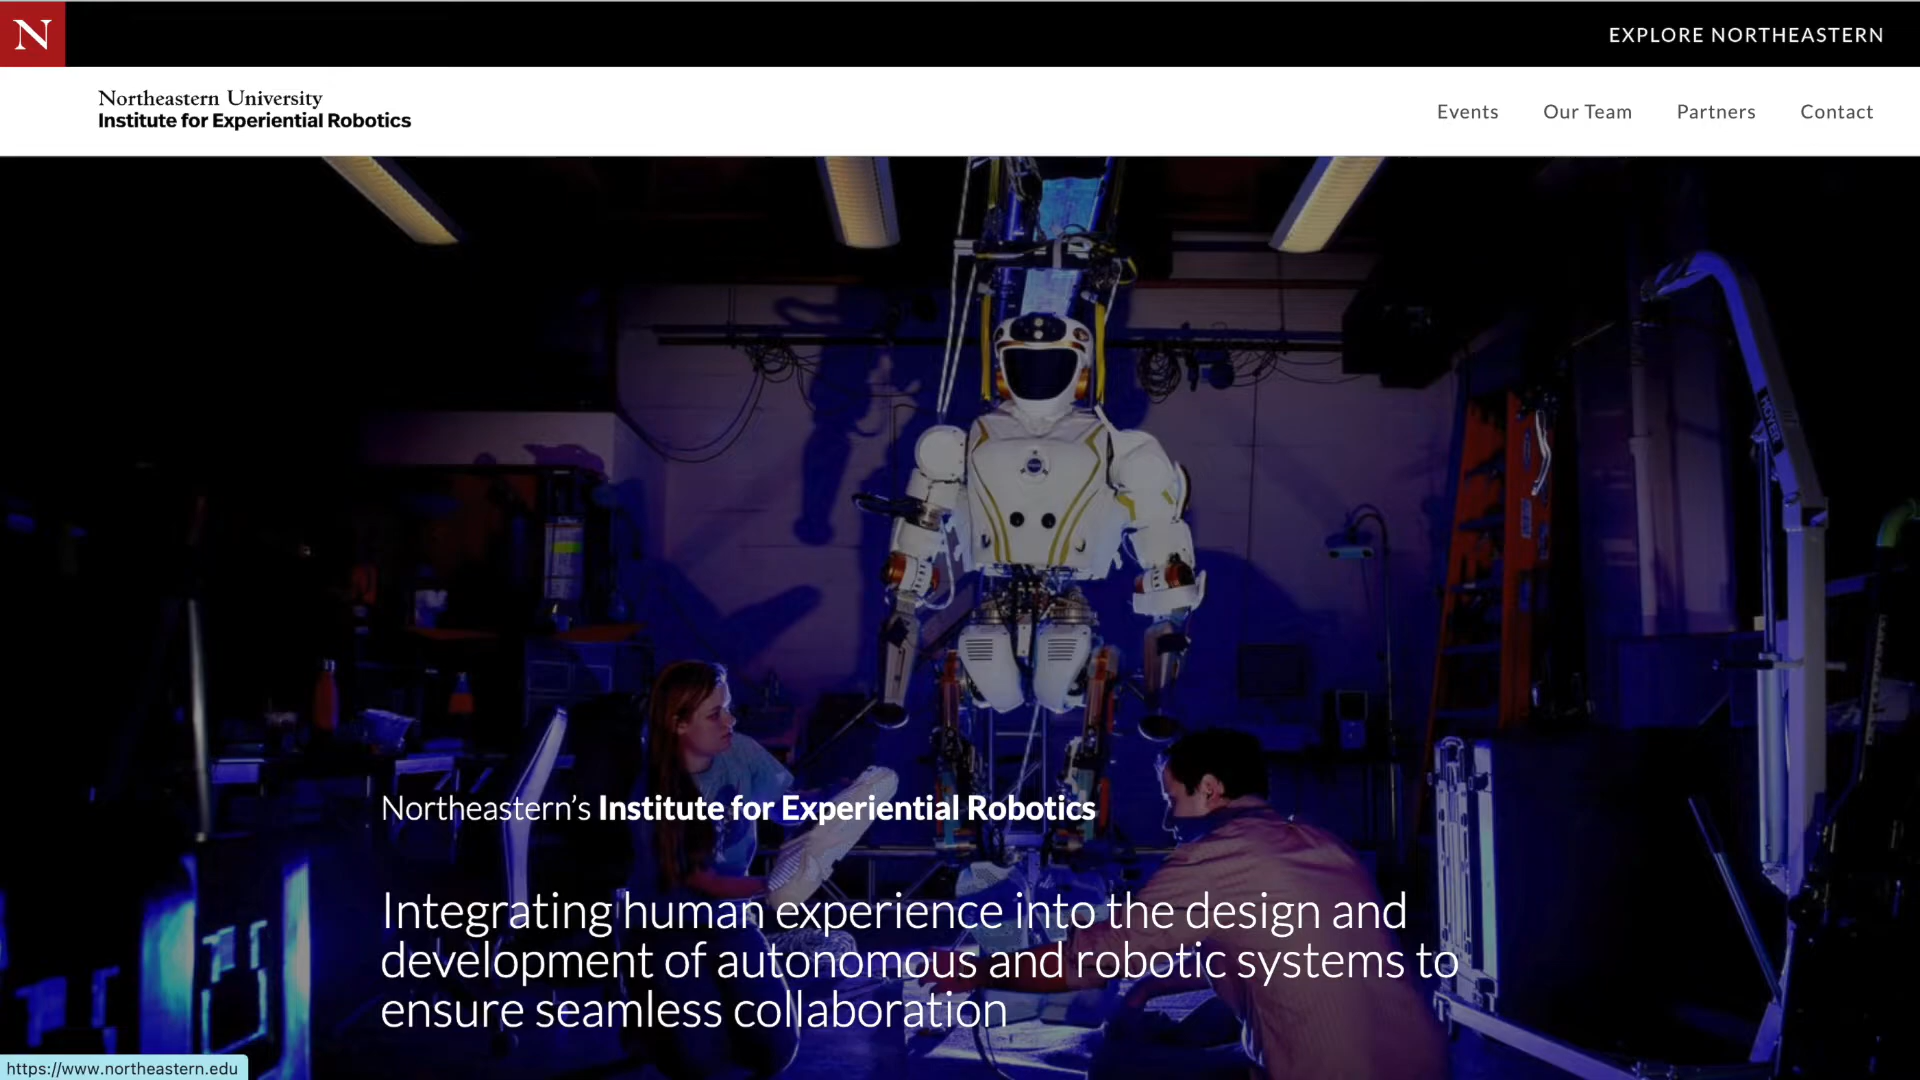 N
EXPLORE NORTHEASTERN
Northeastern University
Institute for Experiential Robotics
Events
Our Team
Partners
Contact
HOYER
Northeastern’s Institute for Experiential Robotics
Integrating human experience into the design and
development of autonomous and robotic systems to
ensure seamless collaboration
https://www.northeastern.edu